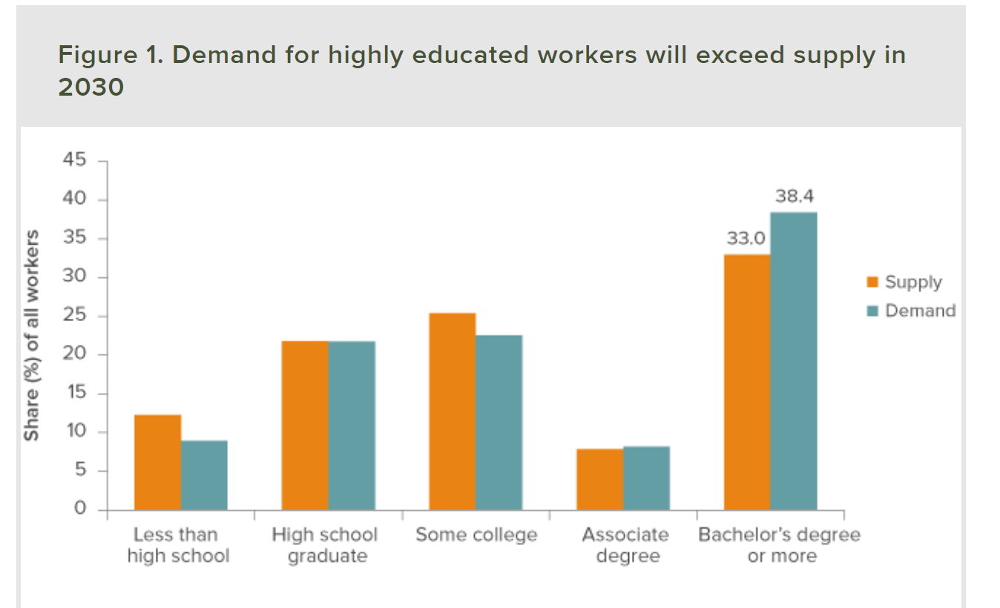 Figure 1. Demand for highly educated workers will exceed supply in
2030
Share (%) of all workers
45
40
35
30
25
20
15
10
5
0
33.0
38.4
Supply
Demand
Less than
high school
High school
graduate
Some college
Associate
degree
Bachelor’s degree
or more